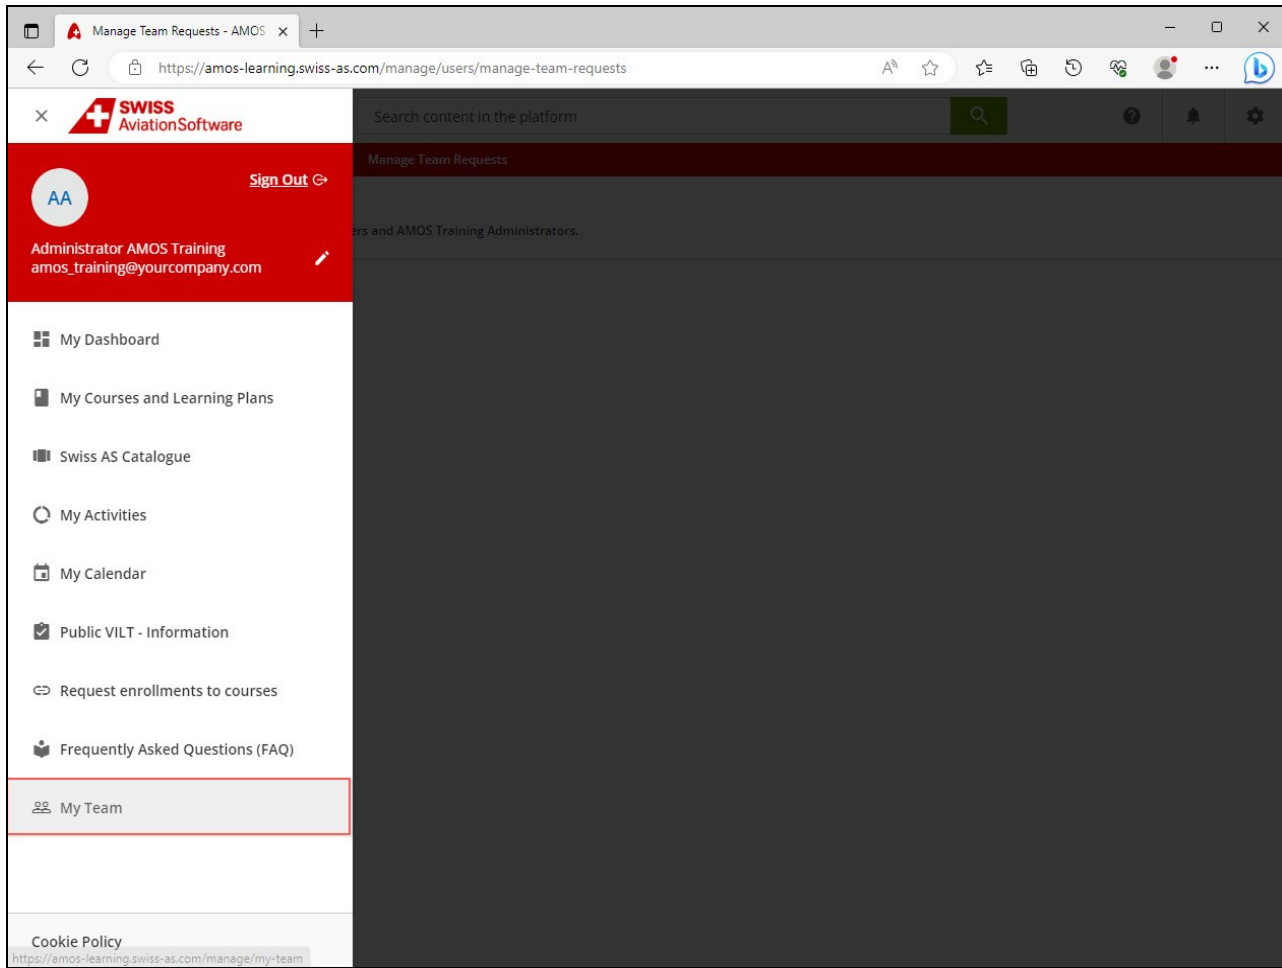 Manage Team Requests - AMOS
https://amos-learning.swiss-as.com/manage/users/manage-team-requests
SWISS
AviationSoftware
Search content in the platform
Manage Team Requests
Sign Out
AA
ers and AMOS Training Administrators.
Administrator AMOS Training
amos_training@yourcompany.com
My Dashboard
My Courses and Learning Plans
Swiss AS Catalogue
My Activities
My Calendar
Public VILT - Information
Request enrollments to courses
Frequently Asked Questions (FAQ)
My Team
Cookie Policy
https://amos-learning.swiss-as.com/manage/my-team